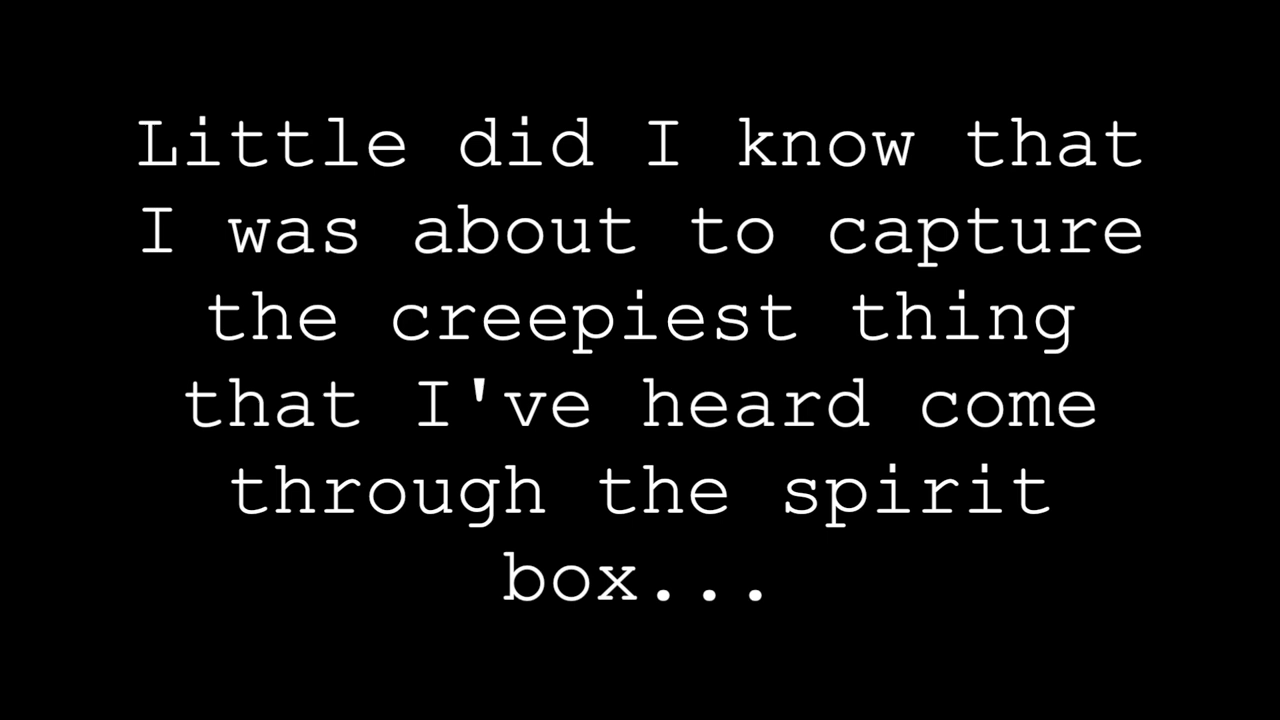 Little did I know that
I was about to capture
the creepiest thing
that I've heard come
through the spirit
box...